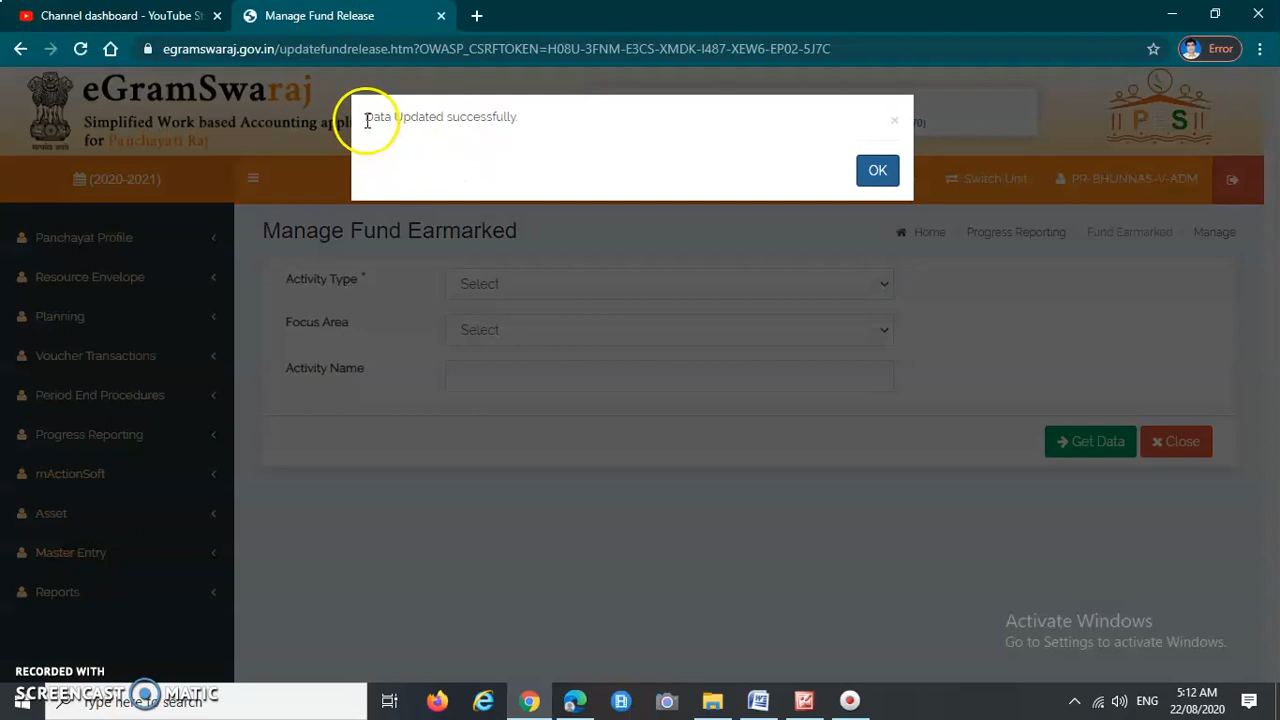 Channel dashboard - YouTube S
Manage Fund Release
egramswaraj.gov.in/updatefundrelease.htm?OWASP_CSRFTOKEN=H08U-3FNM-E3CS-XMDK-I487-XEW6-EP02-5J7C
Error
eGramSwaraj
Simplified Work based Accounting appli
for Panchayati Raj
Data Updated successfully.
×
OK
PES
(2020-2021)
Switch Unit
PR-BHUNNAS-V-ADM
Panchayat Profile
Resource Envelope
Planning
Voucher Transactions
Period End Procedures
Progress Reporting
mActionSoft
Asset
Master Entry
Reports
Manage Fund Earmarked
Home Progress Reporting Fund Earmarked Manage
Activity Type *
Select
Focus Area
Select
Activity Name
Get Data
Close
Activate Windows
Go to Settings to activate Windows.
RECORDED WITH
SCREENCAST MATIC
Type here to search
ENG
5:12 AM
22/08/2020